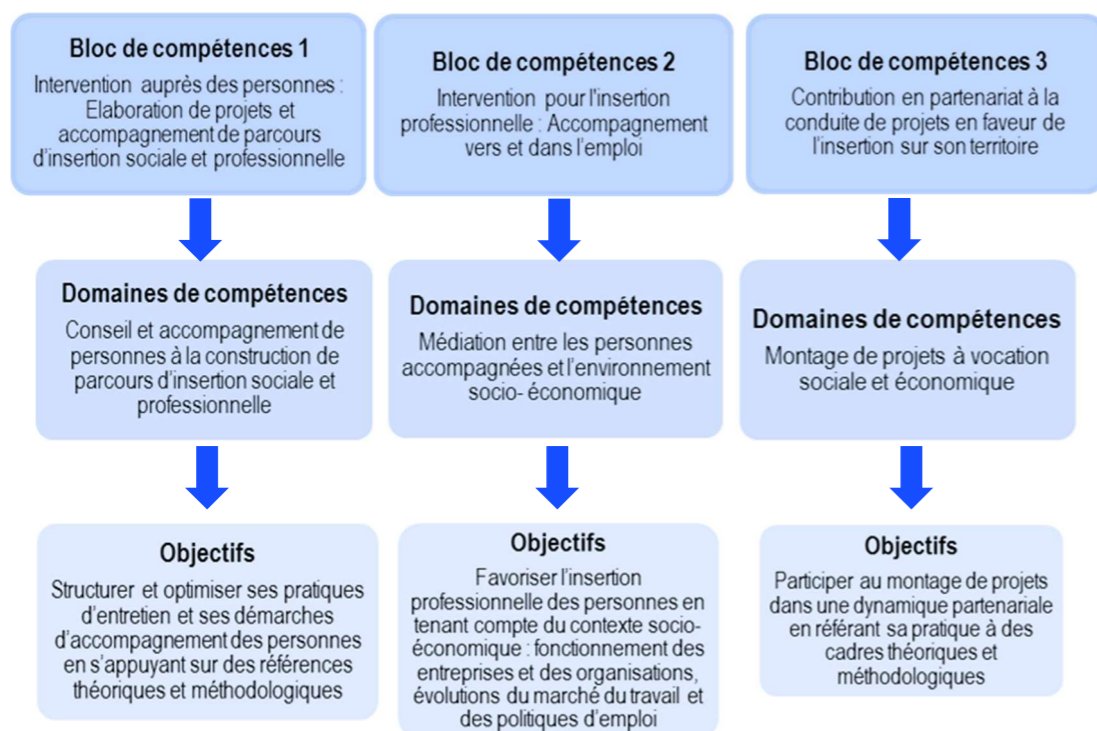 Bloc de compétences 1
Intervention auprès des personnes :
Elaboration de projets et
accompagnement de parcours
d'insertion sociale et professionnelle
Bloc de compétences 2
Intervention pour l'insertion
professionnelle : Accompagnement
vers et dans l'emploi
Bloc de compétences 3
Contribution en partenariat à la
conduite de projets en faveur de
l'insertion sur son territoire
Domaines de compétences
Conseil et accompagnement de
personnes à la construction de
parcours d'insertion sociale et
professionnelle
Domaines de compétences
Médiation entre les personnes
accompagnées et l'environnement
socio- économique
Domaines de compétences
Montage de projets à vocation
sociale et économique
Objectifs
Structurer et optimiser ses pratiques
d'entretien et ses démarches
d'accompagnement des personnes
en s'appuyant sur des références
théoriques et méthodologiques
Objectifs
Favoriser l'insertion
professionnelle des personnes en
tenant compte du contexte socio-
économique : fonctionnement des
entreprises et des organisations,
évolutions du marché du travail et
des politiques d'emploi
Objectifs
Participer au montage de projets
dans une dynamique partenariale
en référant sa pratique à des
cadres théoriques et
méthodologiques